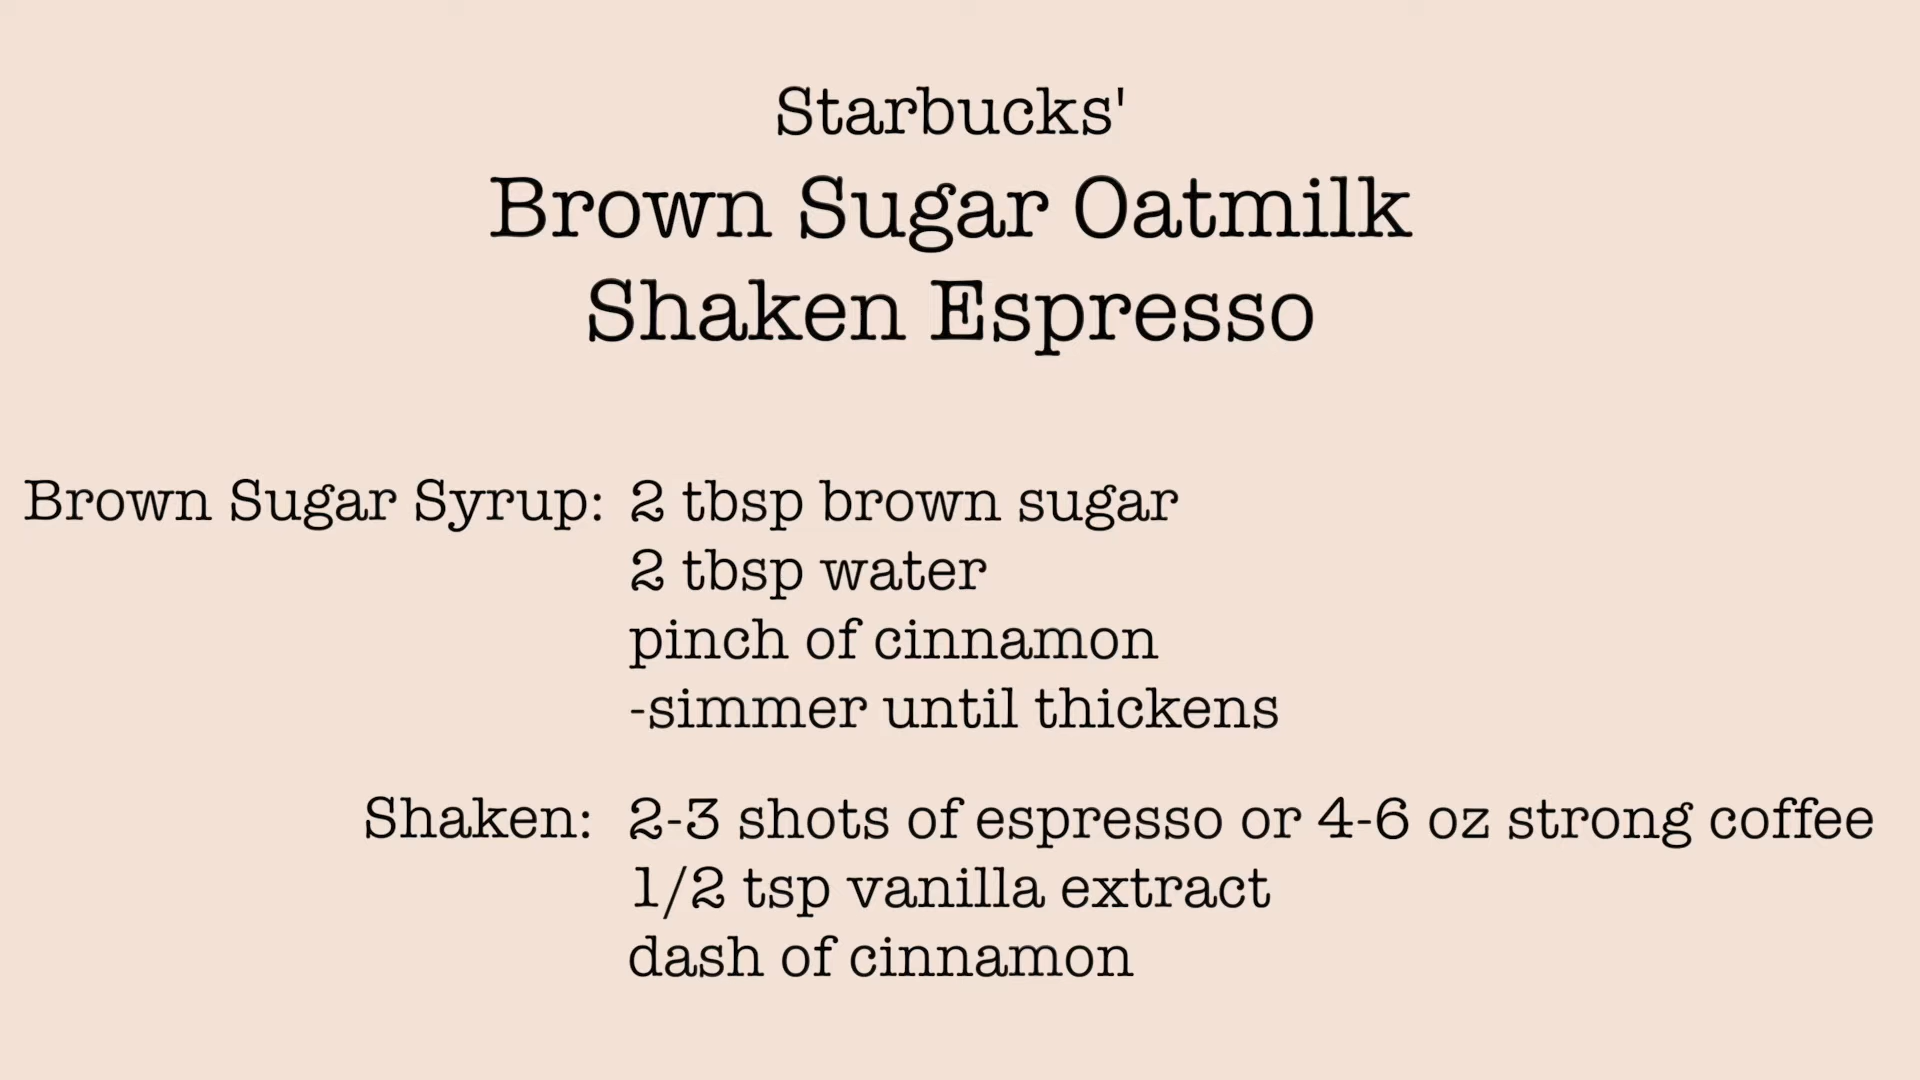 Starbucks'
Brown Sugar Oatmilk
Shaken Espresso
Brown Sugar Syrup: 2 tbsp brown sugar
2 tbsp water
pinch of cinnamon
-simmer until thickens
Shaken: 2-3 shots of espresso or 4-6 oz strong coffee
1/2 tsp vanilla extract
dash of cinnamon